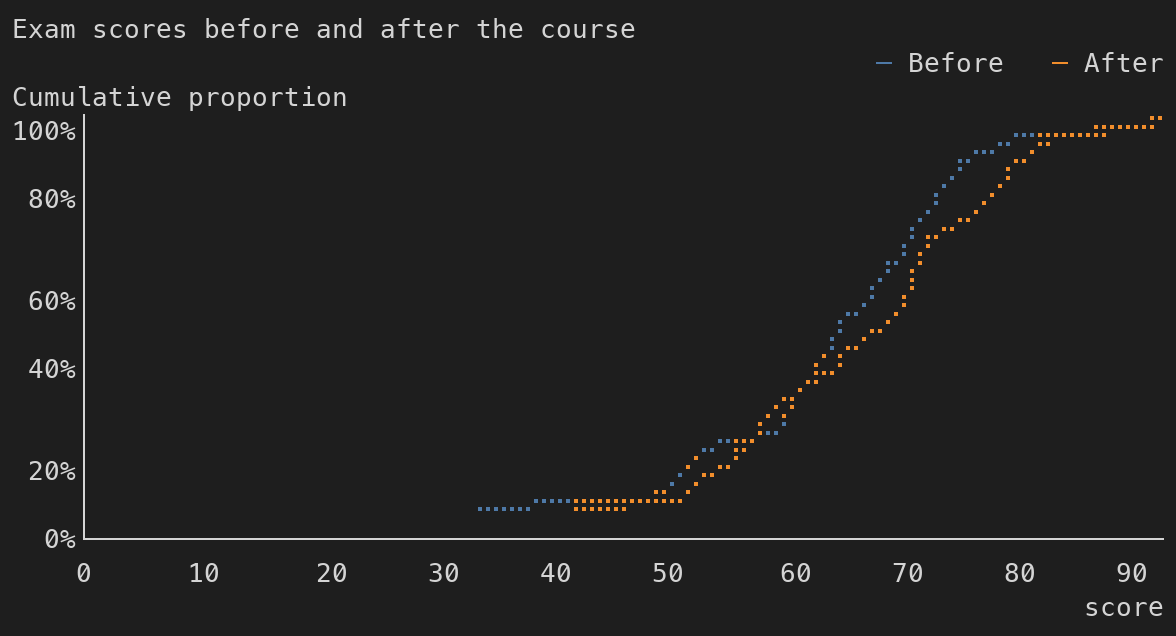 Exam scores before and after the course
Before After
Cumulative proportion
100%
80%
60%
40%
20%
0%
0 10 20 30 40 50 60 70 80 90
score